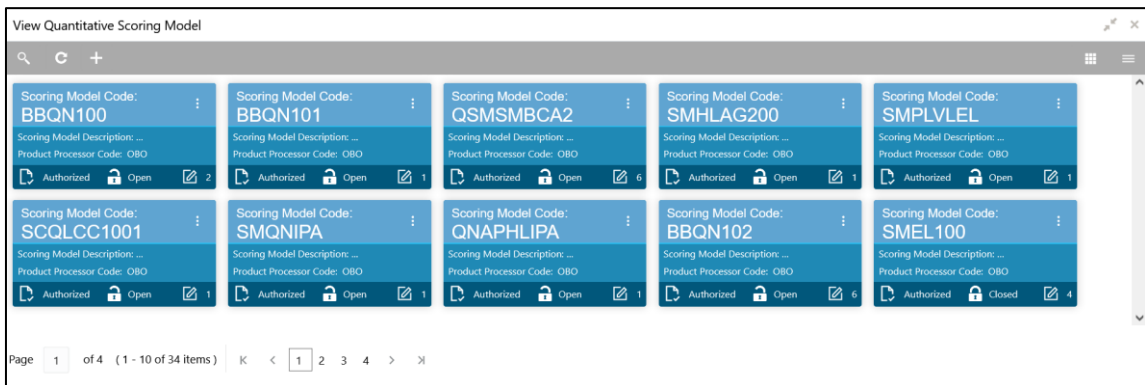 View Quantitative Scoring Model
Scoring Model Code:
BBQN100
Scoring Model Description: ...
Product Processor Code: OBO
Authorized Open 2
Scoring Model Code:
BBQN101
Scoring Model Description: ...
Product Processor Code: OBO
Authorized Open 1
Scoring Model Code:
QSMSMBCA2
Scoring Model Description: ...
Product Processor Code: OBO
Authorized Open 6
Scoring Model Code:
SMHLAG200
Scoring Model Description: ...
Product Processor Code: OBO
Authorized Open 1
Scoring Model Code:
SMPLVLEL
Scoring Model Description: ...
Product Processor Code: OBO
Authorized Open 1
Scoring Model Code:
SCQLCC1001
Scoring Model Description: ...
Product Processor Code: OBO
Authorized Open 1
Scoring Model Code:
SMQNIPA
Scoring Model Description: ...
Product Processor Code: OBO
Authorized Open 1
Scoring Model Code:
QNAPHLIPA
Scoring Model Description: ...
Product Processor Code: OBO
Authorized Open 1
Scoring Model Code:
BBQN102
Scoring Model Description: ...
Product Processor Code: OBO
Authorized Open 6
Scoring Model Code:
SMEL100
Scoring Model Description: ...
Product Processor Code: OBO
Authorized Closed 4
Page 1 of 4 ( 1 - 10 of 34 items ) 1 2 3 4